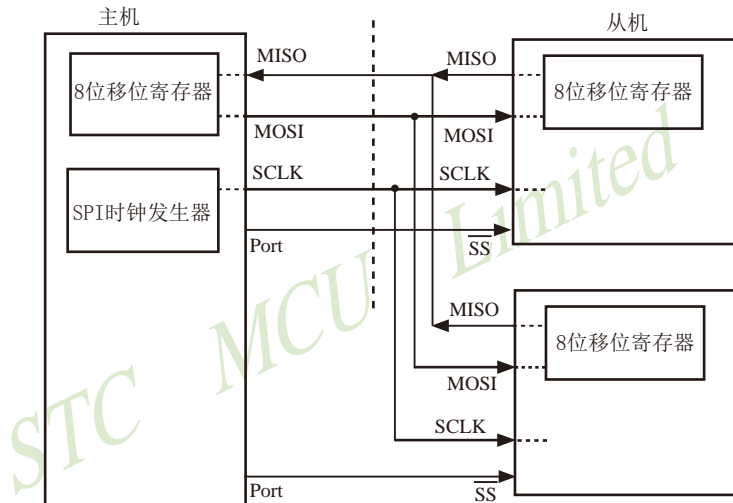 主机
从机
MISO
MISO
8位移位寄存器
8位移位寄存器
MOSI
MOSI
SCLK
SCLK
SPI时钟发生器
Port
SS
MISO
8位移位寄存器
MOSI
SCLK
Port
SS
STC MCU Limited